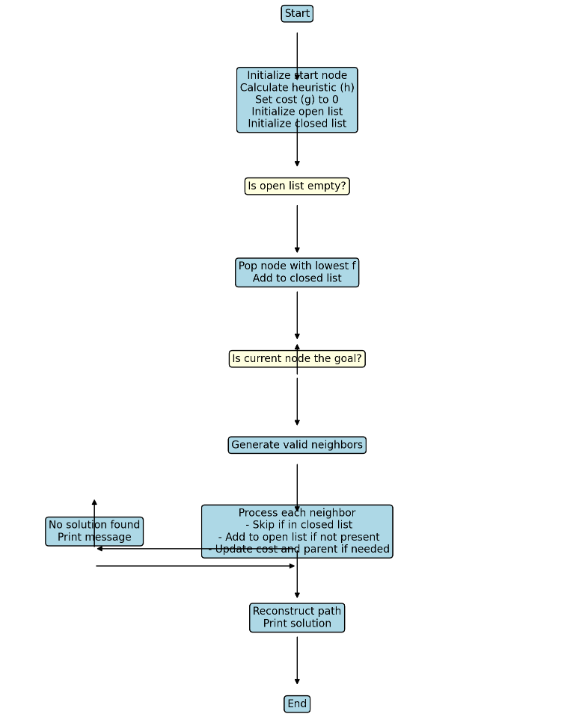 Start
Initialize start node
Calculate heuristic (h)
Set cost (g) to 0
Initialize open list
Initialize closed list
Is open list empty?
Pop node with lowest f
Add to closed list
Is current node the goal?
Generate valid neighbors
No solution found
Print message
Process each neighbor
- Skip if in closed list
- Add to open list if not present
- Update cost and parent if needed
Reconstruct path
Print solution
End